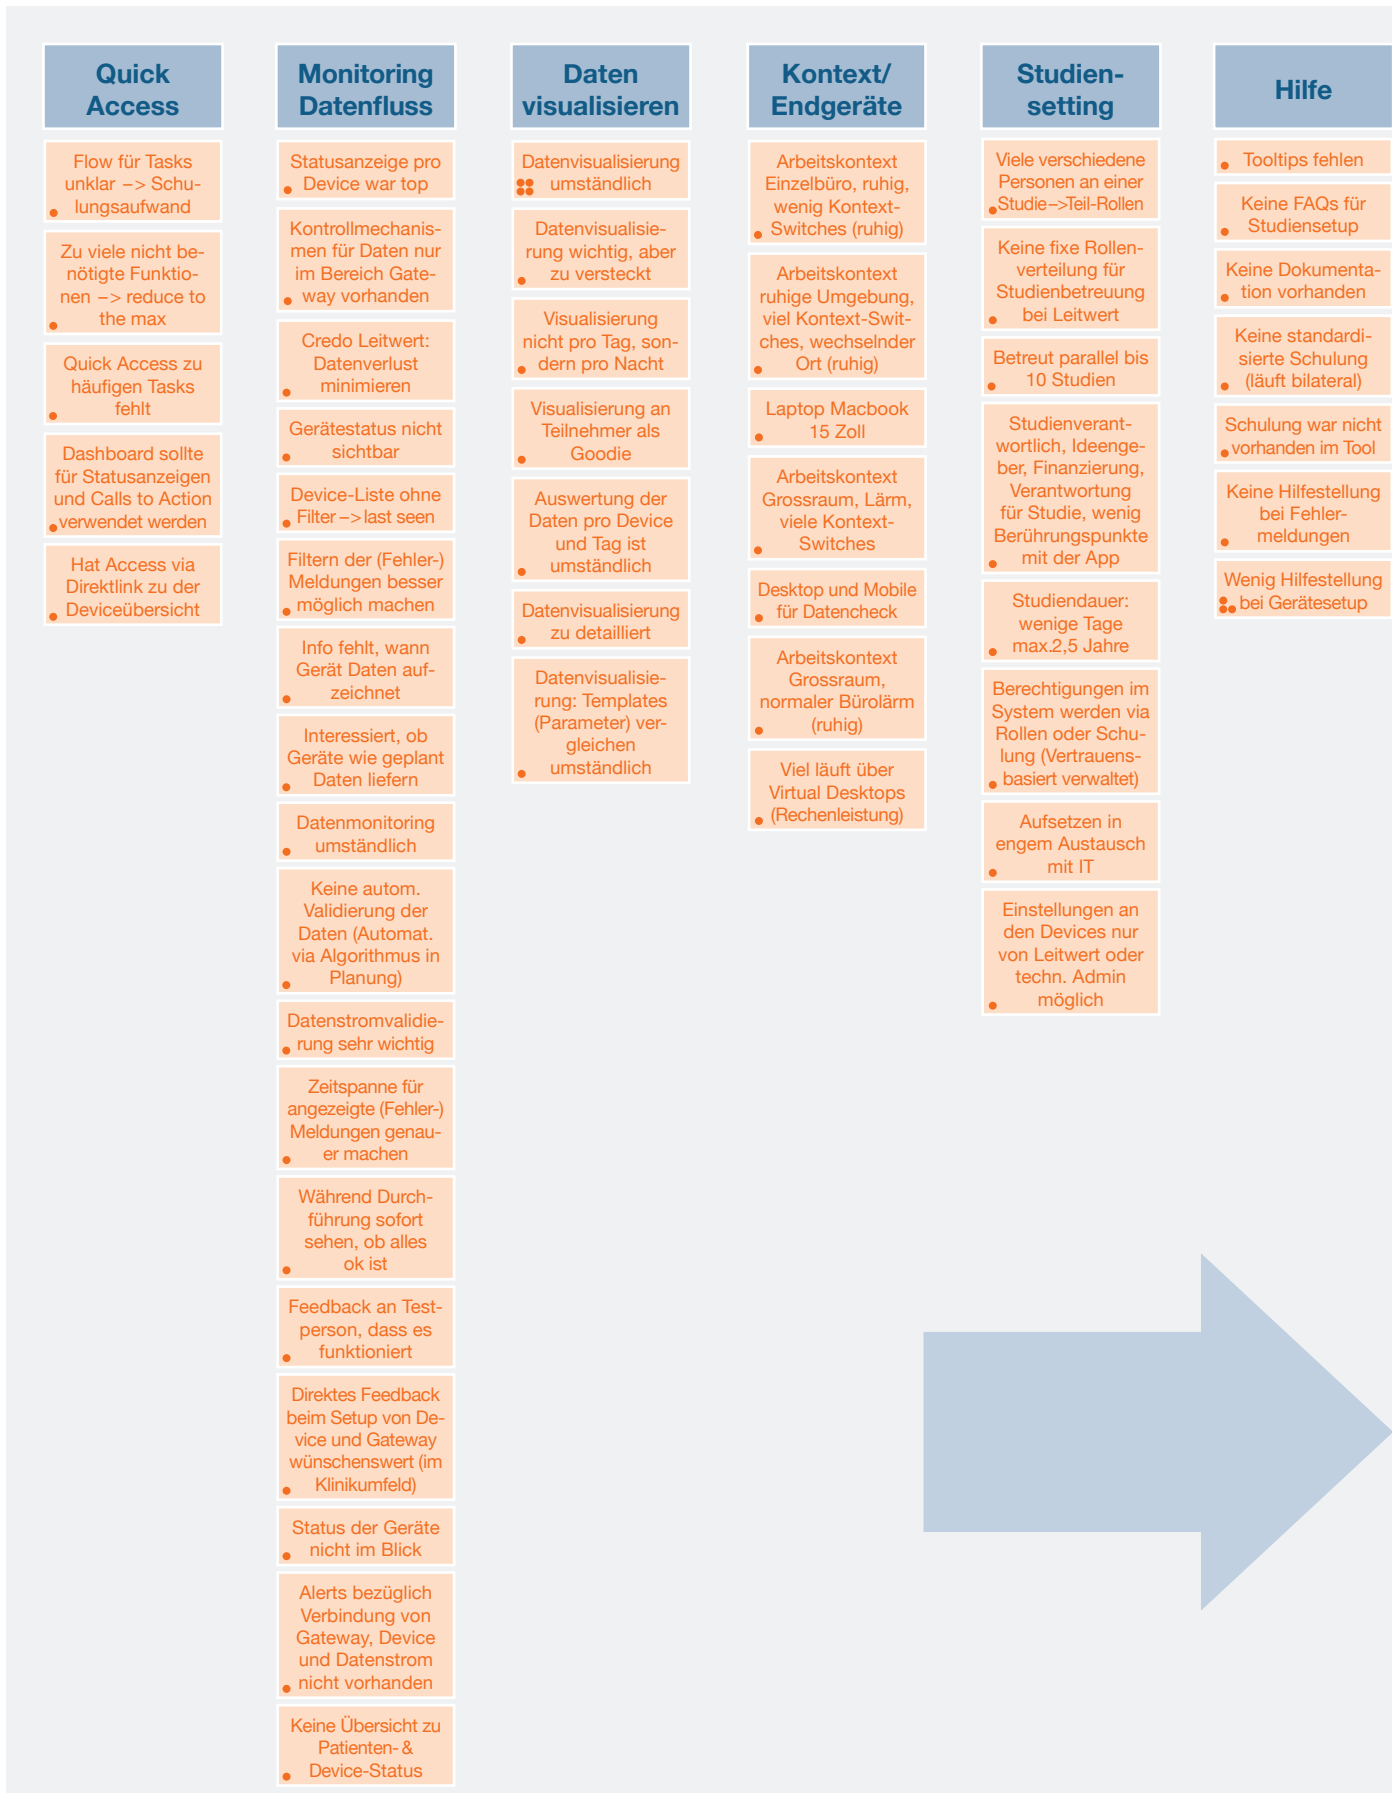 Quick
Access
Flow für Tasks
unklar –> Schu-
lungsaufwand
Zu viele nicht be-
nötigte Funktio-
nen –> reduce to
the max
Quick Access zu
häufigen Tasks
fehlt
Dashboard sollte
für Statusanzeigen
und Calls to Action
verwendet werden
Hat Access via
Direktlink zu der
Deviceübersicht
Monitoring
Datenfluss
Statusanzeige pro
Device war top
Kontrollmechanis-
men für Daten nur
im Bereich Gate-
way vorhanden
Credo Leitwert:
Datenverlust
minimieren
Gerätestatus nicht
sichtbar
Device-Liste ohne
Filter –> last seen
Filtern der (Fehler-)
Meldungen besser
möglich machen
Info fehlt, wann
Gerät Daten auf-
zeichnet
Interessiert, ob
Geräte wie geplant
Daten liefern
Datenmonitoring
umständlich
Keine autom.
Validierung der
Daten (Automat.
via Algorithmus in
Planung)
Datenstromvalidie-
rung sehr wichtig
Zeitspanne für
angezeigte (Fehler-)
Meldungen genau-
er machen
Während Durch-
führung sofort
sehen, ob alles
ok ist
Feedback an Test-
person, dass es
funktioniert
Direktes Feedback
beim Setup von De-
vice und Gateway
wünschenswert (im
Klinikumfeld)
Status der Geräte
nicht im Blick
Alerts bezüglich
Verbindung von
Gateway, Device
und Datenstrom
nicht vorhanden
Keine Übersicht zu
Patienten- &
Device-Status
Daten
visualisieren
Datenvisualisierung
umständlich
Datenvisualisie-
rung wichtig, aber
zu versteckt
Visualisierung
nicht pro Tag, son-
dern pro Nacht
Visualisierung an
Teilnehmer als
Goodie
Auswertung der
Daten pro Device
und Tag ist
umständlich
Datenvisualisierung
zu detailliert
Datenvisualisie-
rung: Templates
(Parameter) ver-
gleichen
umständlich
Kontext/
Endgeräte
Arbeitskontext
Einzelbüro, ruhig,
wenig Kontext-
Switches (ruhig)
Arbeitskontext
ruhige Umgebung,
viel Kontext-Swit-
ches, wechselnder
Ort (ruhig)
Laptop Macbook
15 Zoll
Arbeitskontext
Grossraum, Lärm,
viele Kontext-
Switches
Desktop und Mobile
für Datencheck
Arbeitskontext
Grossraum,
normaler Bürolärm
(ruhig)
Viel läuft über
Virtual Desktops
(Rechenleistung)
Studien-
setting
Viele verschiedene
Personen an einer
Studie–>Teil-Rollen
Keine fixe Rollen-
verteilung für
Studienbetreuung
bei Leitwert
Betreut parallel bis
10 Studien
Studienverant-
wortlich, Ideenge-
ber, Finanzierung,
Verantwortung
für Studie, wenig
Berührungspunkte
mit der App
Studiendauer:
wenige Tage
max.2,5 Jahre
Berechtigungen im
System werden via
Rollen oder Schu-
lung (Vertrauens-
basiert verwaltet)
Aufsetzen in
engem Austausch
mit IT
Einstellungen an
den Devices nur
von Leitwert oder
techn. Admin
möglich
Hilfe
Tooltips fehlen
Keine FAQs für
Studiensetup
Keine Dokumenta-
tion vorhanden
Keine standardi-
sierte Schulung
(läuft bilateral)
Schulung war nicht
vorhanden im Tool
Keine Hilfestellung
bei Fehler-
meldungen
Wenig Hilfestellung
bei Gerätesetup